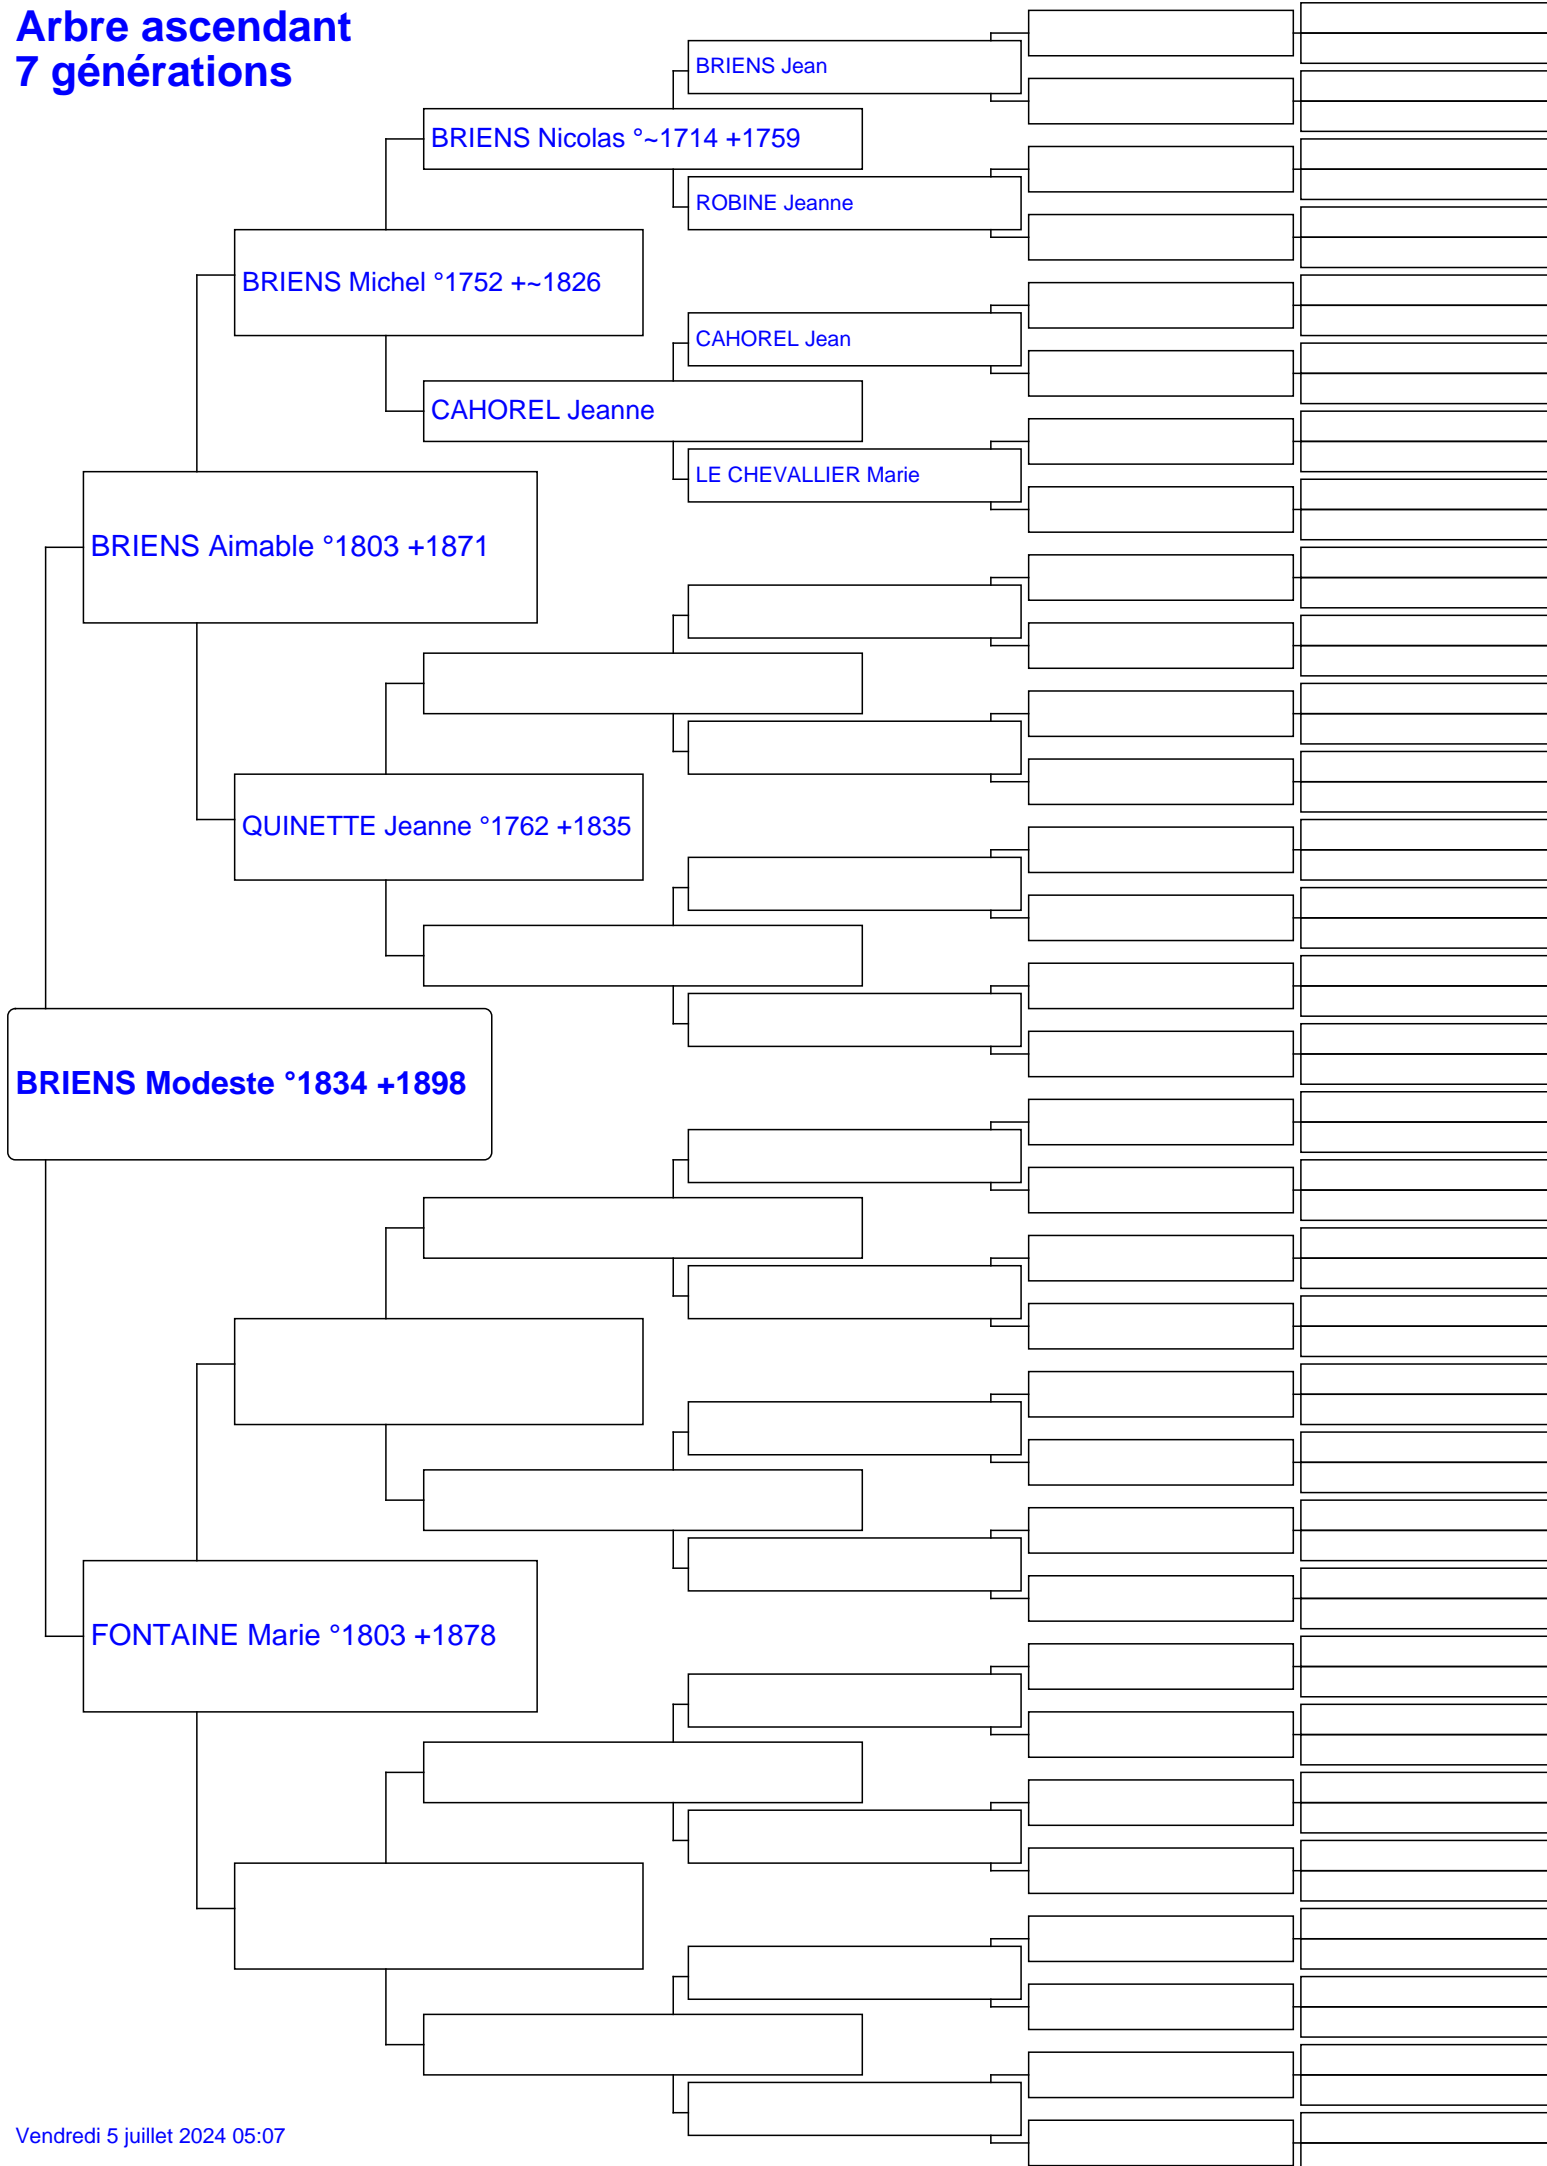 Arbre ascendant
7 générations
BRIENS Jean
BRIENS Nicolas °~1714 +1759
ROBINE Jeanne
BRIENS Michel °1752 +~1826
CAHOREL Jean
CAHOREL Jeanne
LE CHEVALLIER Marie
BRIENS Aimable °1803 +1871
QUINETTE Jeanne °1762 +1835
BRIENS Modeste °1834 +1898
FONTAINE Marie °1803 +1878
Vendredi 5 juillet 2024 05:07